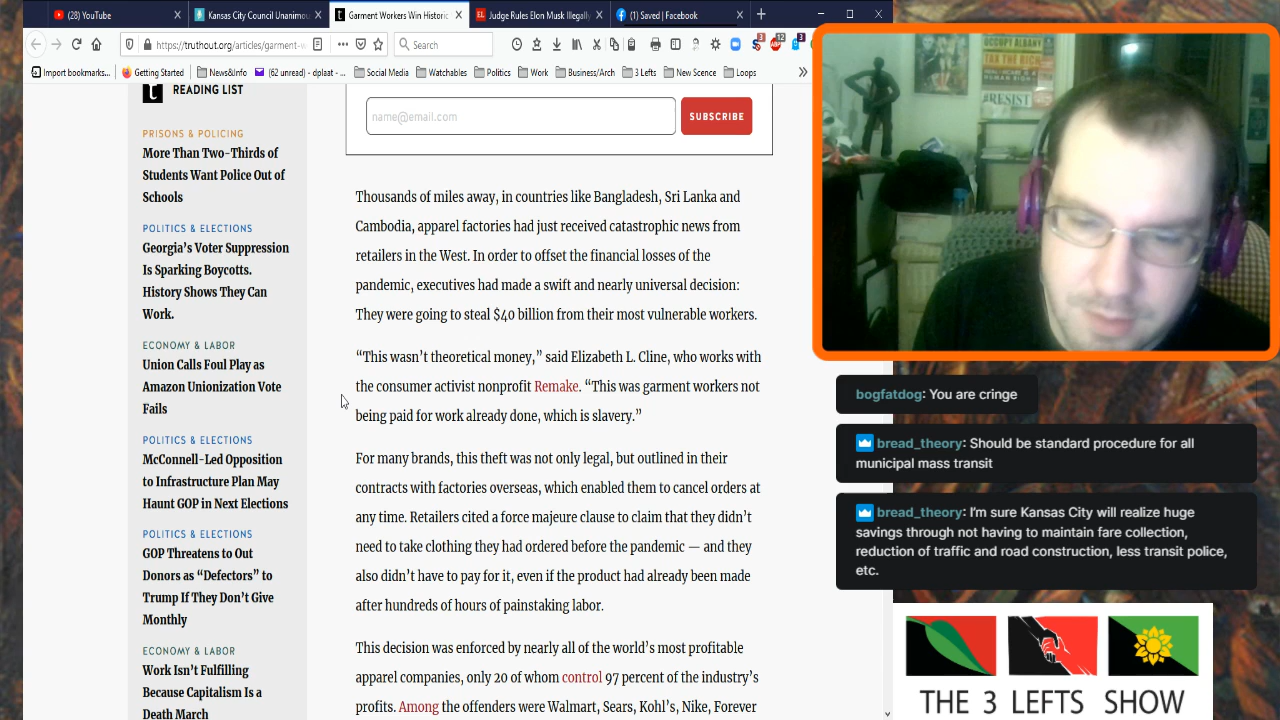 (28) YouTube
Kansas City Council Unanimou
Garment Workers Win Historic
Judge Rules Elon Musk Illegally
(1) Saved | Facebook
https://truthout.org/articles/garment-
Search
3
42
3
Import bookmarks...
Getting Started
News&Info
(62 unread) - dplaat - ...
Social Media
Watchables
Politics
Work
Business/Arch
3 Lefts
New Scence
Loops
t
READING LIST
PRISONS & POLICING
More Than Two-Thirds of
Students Want Police Out of
Schools
POLITICS & ELECTIONS
Georgia’s Voter Suppression
Is Sparking Boycotts.
History Shows They Can
Work.
ECONOMY & LABOR
Union Calls Foul Play as
Amazon Unionization Vote
Fails
POLITICS & ELECTIONS
McConnell-Led Opposition
to Infrastructure Plan May
Haunt GOP in Next Elections
POLITICS & ELECTIONS
GOP Threatens to Out
Donors as “Defectors” to
Trump If They Don’t Give
Monthly
ECONOMY & LABOR
Work Isn’t Fulfilling
Because Capitalism Is a
Death March
name@email.com
SUBSCRIBE
Thousands of miles away, in countries like Bangladesh, Sri Lanka and
Cambodia, apparel factories had just received catastrophic news from
retailers in the West. In order to offset the financial losses of the
pandemic, executives had made a swift and nearly universal decision:
They were going to steal $40 billion from their most vulnerable workers.
“This wasn’t theoretical money,” said Elizabeth L. Cline, who works with
the consumer activist nonprofit Remake. “This was garment workers not
being paid for work already done, which is slavery.”
For many brands, this theft was not only legal, but outlined in their
contracts with factories overseas, which enabled them to cancel orders at
any time. Retailers cited a force majeure clause to claim that they didn’t
need to take clothing they had ordered before the pandemic — and they
also didn’t have to pay for it, even if the product had already been made
after hundreds of hours of painstaking labor.
This decision was enforced by nearly all of the world’s most profitable
apparel companies, only 20 of whom control 97 percent of the industry’s
profits. Among the offenders were Walmart, Sears, Kohl’s, Nike, Forever
OCCUPY ALBANY
TAX THE RICH
#RESIST
bogfatdog: You are cringe
bread_theory: Should be standard procedure for all
municipal mass transit
bread_theory: I’m sure Kansas City will realize huge
savings through not having to maintain fare collection,
reduction of traffic and road construction, less transit police,
etc.
THE 3 LEFTS SHOW